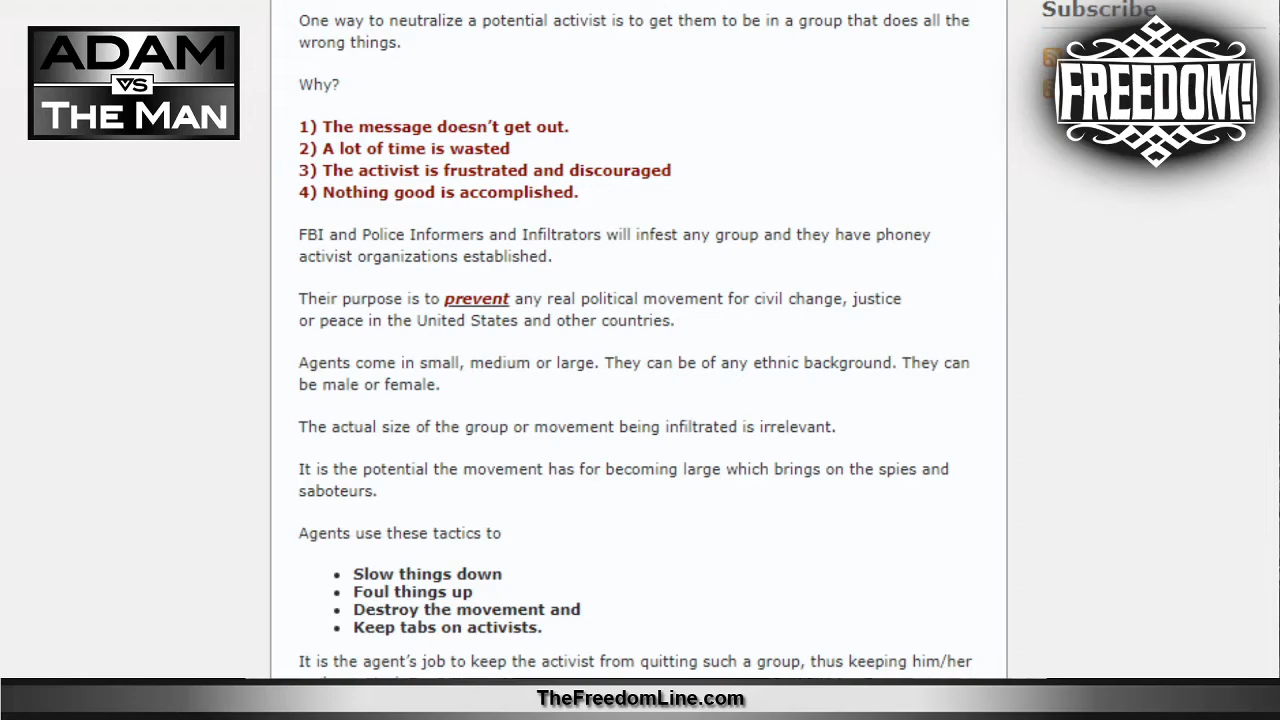 ADAM
VS
THE MAN
Subscribe
FREEDOM!
One way to neutralize a potential activist is to get them to be in a group that does all the
wrong things.
Why?
1) The message doesn’t get out.
2) A lot of time is wasted
3) The activist is frustrated and discouraged
4) Nothing good is accomplished.
FBI and Police Informers and Infiltrators will infest any group and they have phoney
activist organizations established.
Their purpose is to prevent any real political movement for civil change, justice
or peace in the United States and other countries.
Agents come in small, medium or large. They can be of any ethnic background. They can
be male or female.
The actual size of the group or movement being infiltrated is irrelevant.
It is the potential the movement has for becoming large which brings on the spies and
saboteurs.
Agents use these tactics to
• Slow things down
• Foul things up
• Destroy the movement and
• Keep tabs on activists.
It is the agent’s job to keep the activist from quitting such a group, thus keeping him/her
TheFreedomLine.com